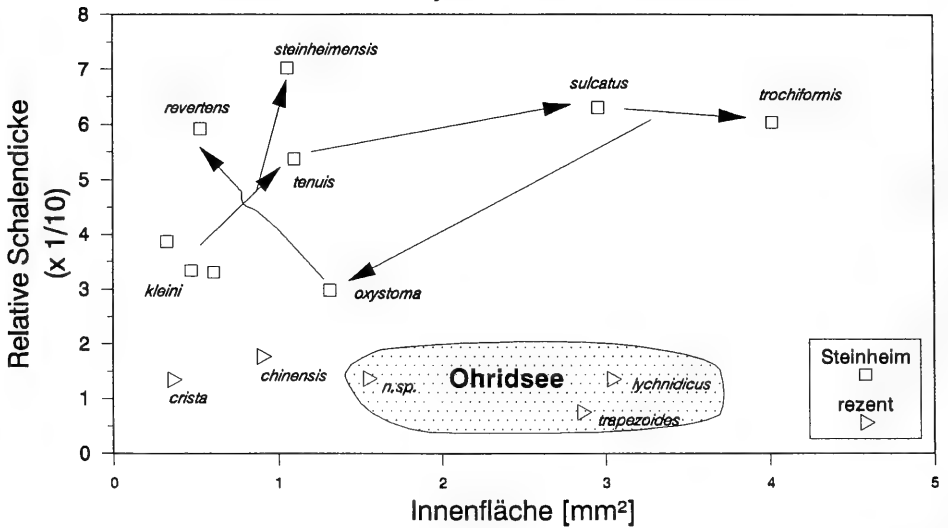 Relative Schalendicke
(x 1/10)
8
7
6
5
4
3
2
1
0
steinheimensis
revertens
sulcatus
trochiformis
tenuis
kleini
oxystoma
chinensis
crista
Ohridsee
n.sp.
lychnidicus
trapezoides
Steinheim
rezent
0 1 2 3 4 5
Innenfläche [mm²]